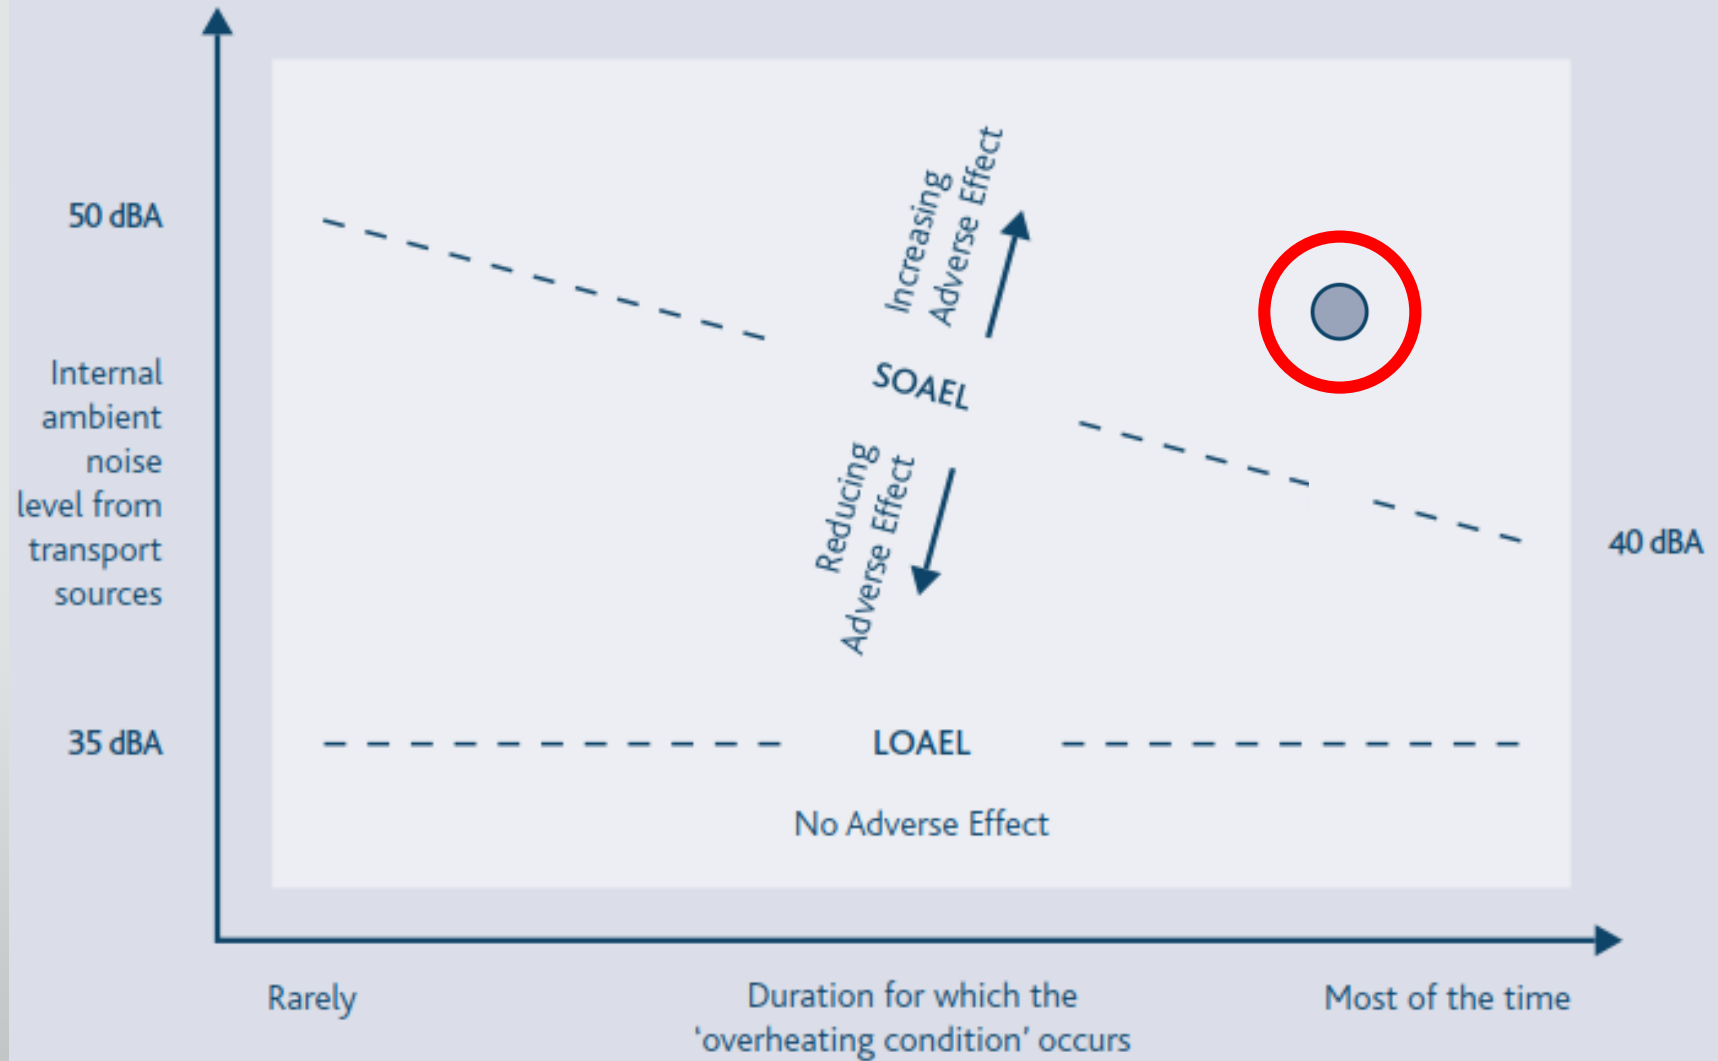 50 dBA
Internal
ambient
noise
level from
transport
sources
35 dBA
Increasing
Adverse Effect
SOAEL
Reducing
Adverse Effect
40 dBA
LOAEL
No Adverse Effect
Rarely
Duration for which the
‘overheating condition’ occurs
Most of the time